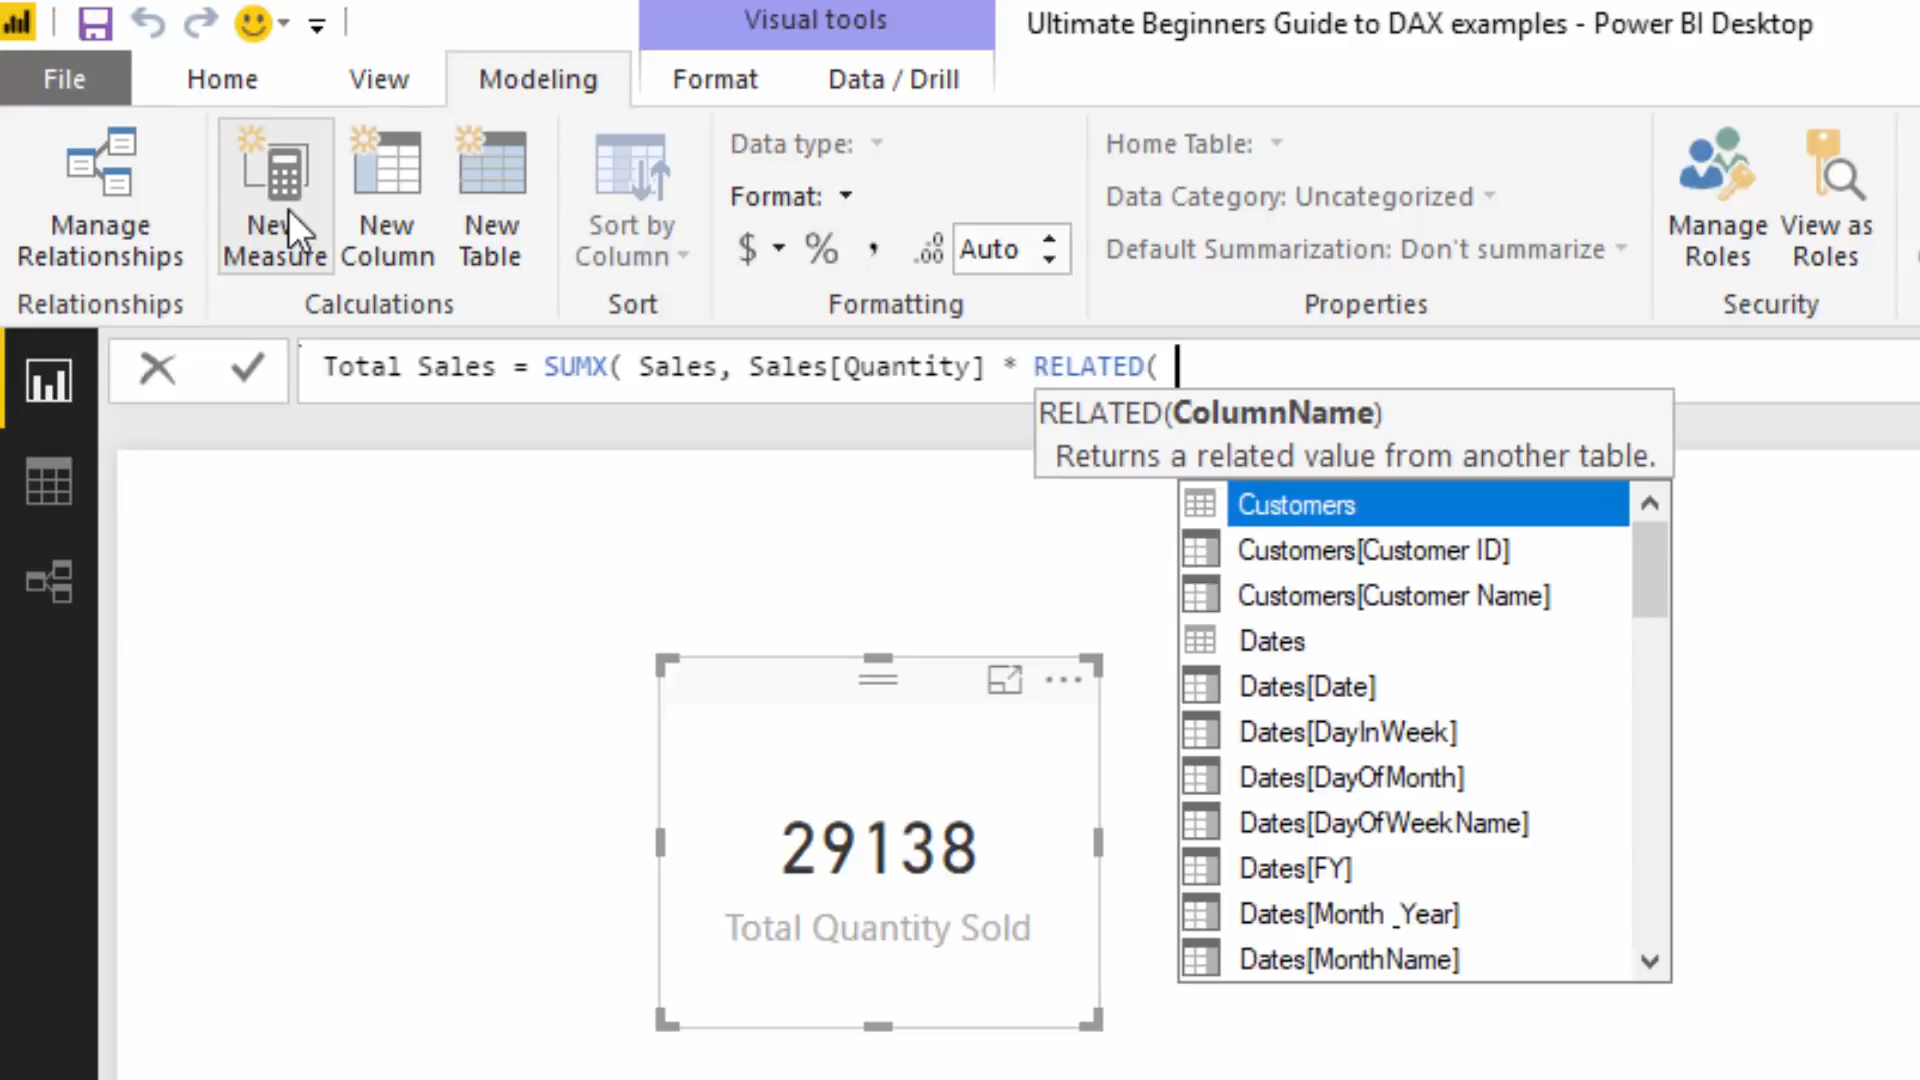 Visual tools
Ultimate Beginners Guide to DAX examples - Power BI Desktop
File
Home
View
Modeling
Format
Data / Drill
Manage
Relationships
New
Measure
New
Column
New
Table
Sort by
Column
Data type:
Format:
$ % , .00 Auto
Home Table:
Data Category: Uncategorized
Default Summarization: Don't summarize
Manage
Roles
View as
Roles
Relationships
Calculations
Sort
Formatting
Properties
Security
Total Sales = SUMX( Sales, Sales[Quantity] * RELATED(
RELATED(ColumnName)
Returns a related value from another table.
Customers
Customers[Customer ID]
Customers[Customer Name]
Dates
Dates[Date]
Dates[DayInWeek]
Dates[DayOfMonth]
Dates[DayOfWeekName]
Dates[FY]
Dates[Month _Year]
Dates[MonthName]
29138
Total Quantity Sold